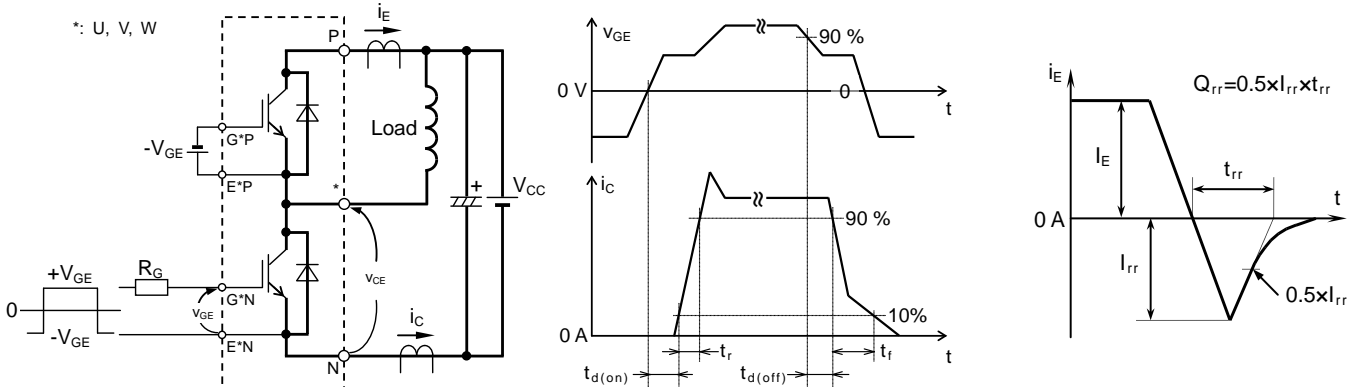 *: U, V, W
P
i_E
G*P
-V_GE
E*P
Load
*
+
V_CC
+V_GE
0
-V_GE
R_G
G*N
v_GE
E*N
v_CE
i_C
N
v_GE
90 %
0 V
0
t
i_C
90 %
10%
0 A
t
t_r
t_f
t_d(on)
t_d(off)
i_E
Q_rr=0.5×I_rr×t_rr
I_E
t_rr
t
0 A
I_rr
0.5×I_rr